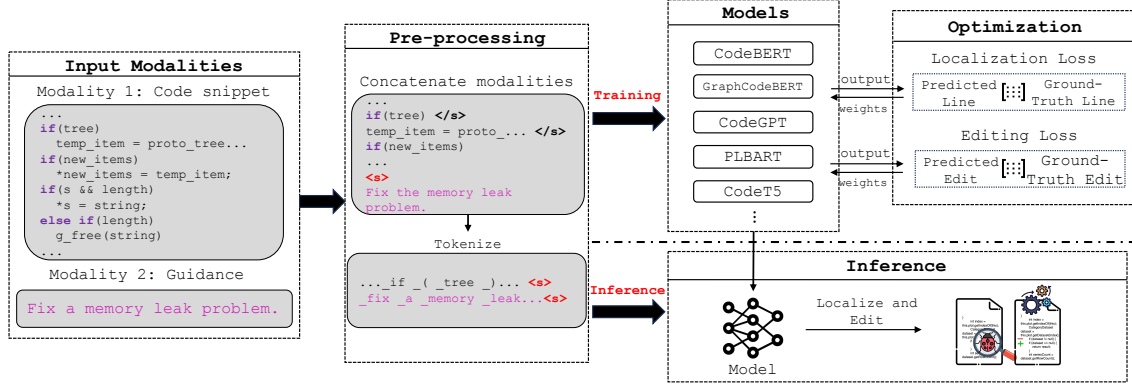 Input Modalities
Modality 1: Code snippet
...
if(tree)
temp_item = proto_tree...
if(new_items)
*new_items = temp_item;
if(s && length)
*s = string;
else if(length)
g_free(string)
...
Modality 2: Guidance
Fix a memory leak problem.
Pre-processing
Concatenate modalities
...
if(tree) </s>
temp_item = proto_... </s>
if(new_items)
...
<s>
Fix the memory leak
problem.
Tokenize
..._if _( _tree _)... <s>
_fix _a _memory _leak...<s>
Training
Inference
Models
CodeBERT
GraphCodeBERT
CodeGPT
PLBART
CodeT5
...
output
weights
output
weights
Optimization
Localization Loss
Predicted
Line
Ground-
Truth Line
Editing Loss
Predicted
Edit
Ground-
Truth Edit
Inference
Model
Localize and
Edit